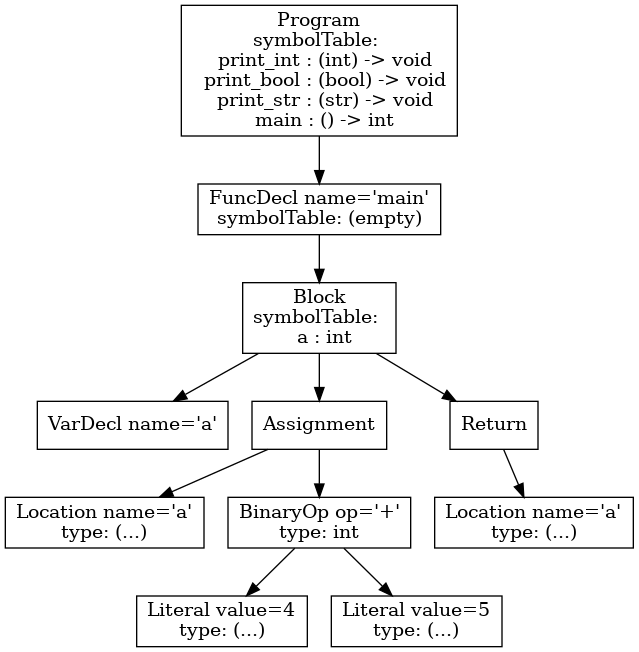 Program
symbolTable:
print_int : (int) -> void
print_bool : (bool) -> void
print_str : (str) -> void
main : () -> int
FuncDecl name='main'
symbolTable: (empty)
Block
symbolTable:
a : int
VarDecl name='a'
Assignment
Return
Location name='a'
type: (...)
BinaryOp op='+'
type: int
Location name='a'
type: (...)
Literal value=4
type: (...)
Literal value=5
type: (...)